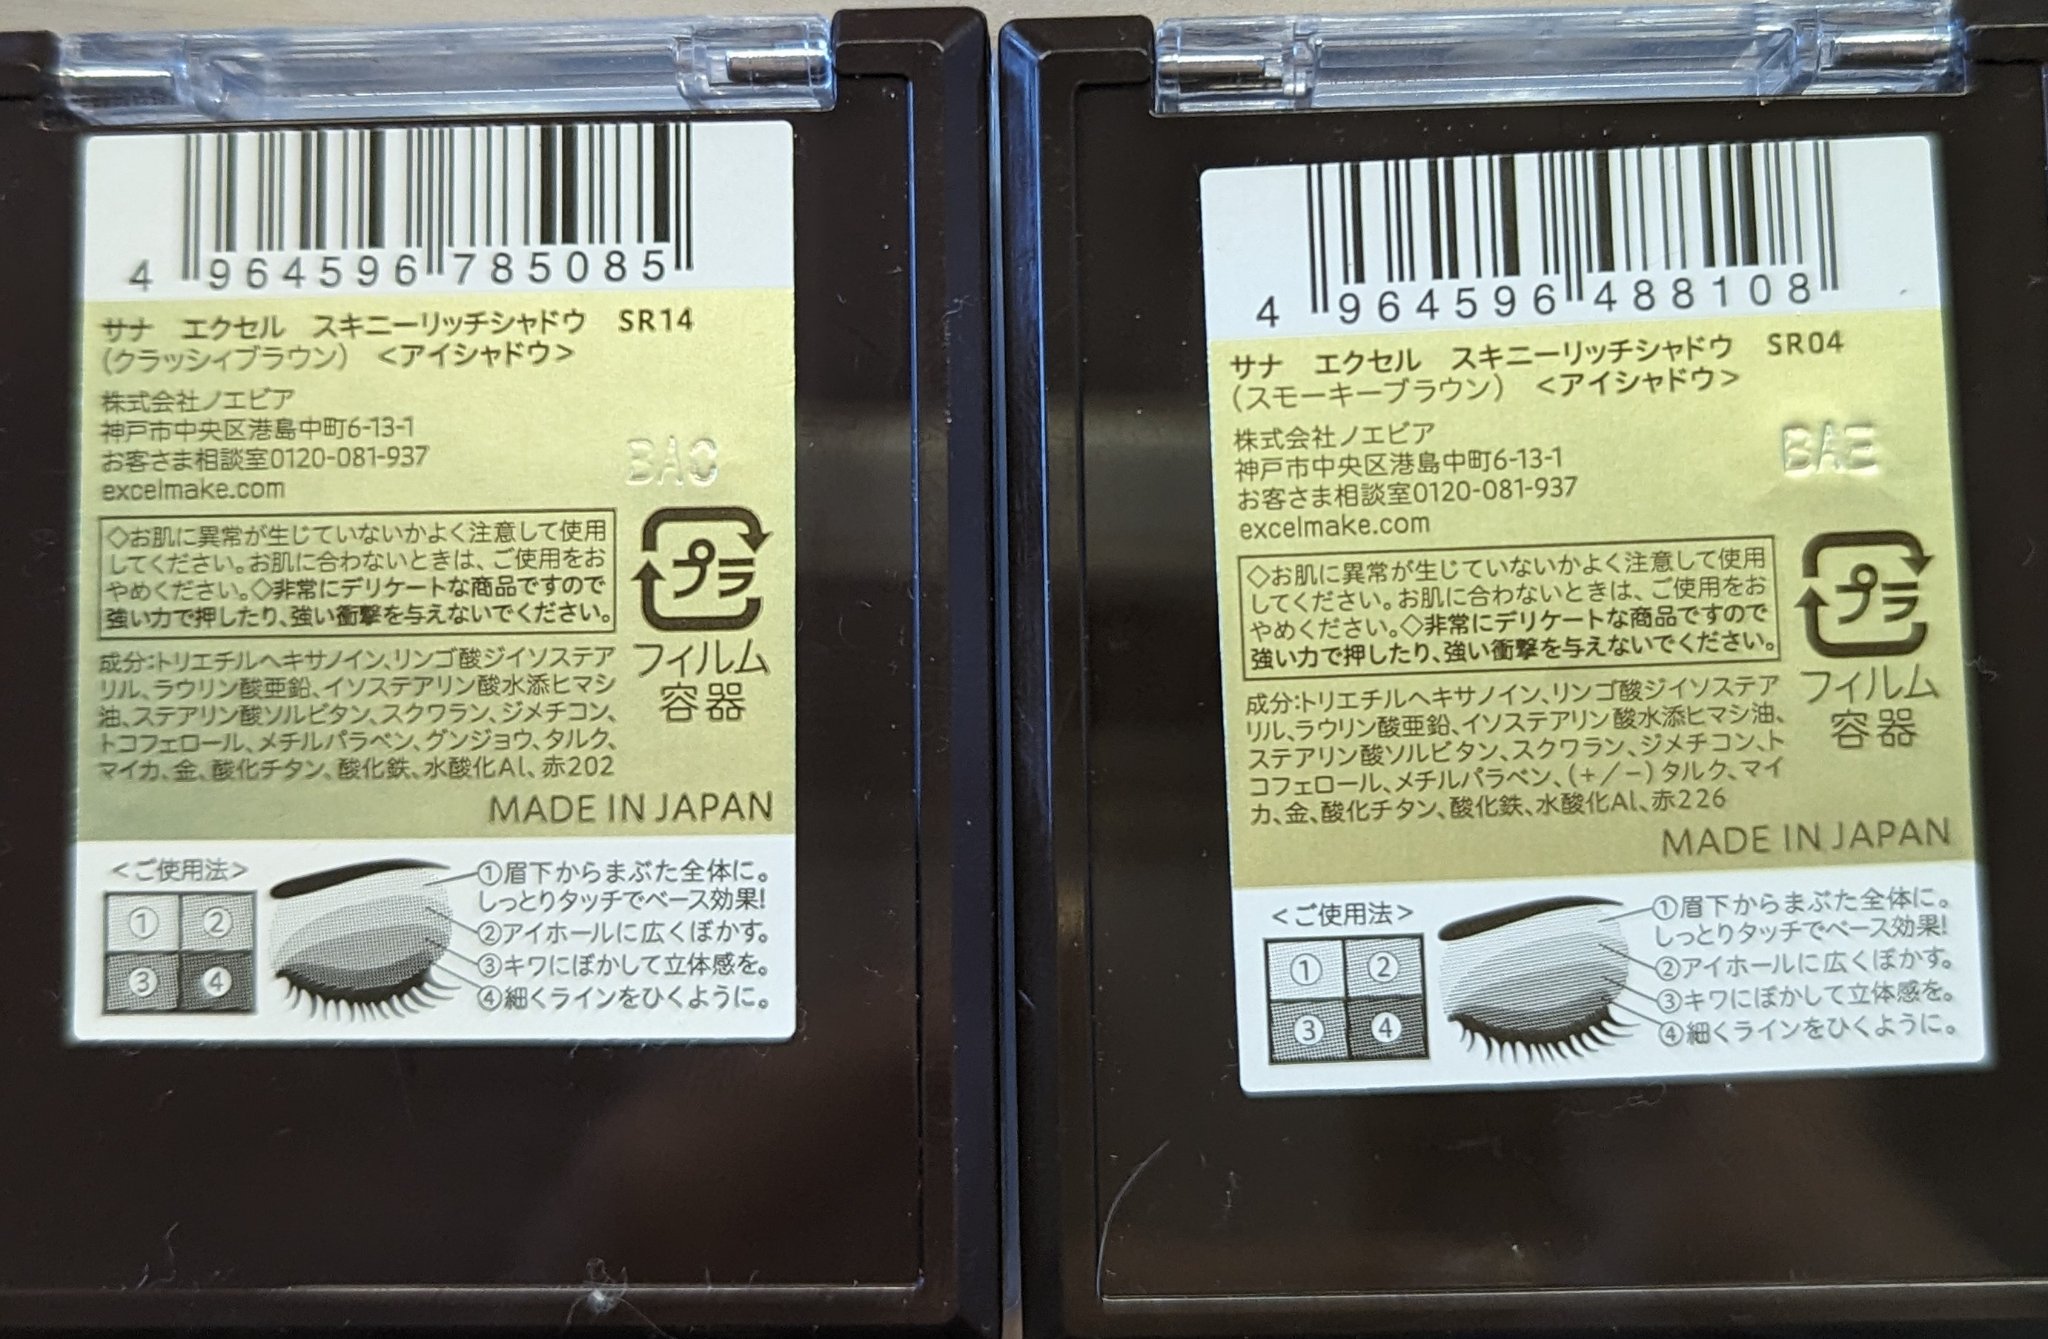 4 964596 785085
サナ エクセル スキニーリッチシャドウ SR14
(クラッシィブラウン) <アイシャドウ>
株式会社ノエビア
神戸市中央区港島中町6-13-1
お客さま相談室0120-081-937
excelmake.com
BAC
◇お肌に異常が生じていないかよく注意して使用
してください。お肌に合わないときは、ご使用をお
やめください。◇非常にデリケートな商品ですので
強い力で押したり、強い衝撃を与えないでください。
プラ
フィルム
容器
成分:トリエチルヘキサノイン、リンゴ酸ジイソステア
リル、ラウリン酸亜鉛、イソステアリン酸水添ヒマシ
油、ステアリン酸ソルビタン、スクワラン、ジメチコン、
トコフェロール、メチルパラベン、グンジョウ、タルク、
マイカ、金、酸化チタン、酸化鉄、水酸化Al、赤202
MADE IN JAPAN
<ご使用法>
① ②
③ ④
①眉下からまぶた全体に。
しっとりタッチでベース効果!
②アイホールに広くぼかす。
③キワにぼかして立体感を。
④細くラインをひくように。
4 964596 488108
サナ エクセル スキニーリッチシャドウ SR04
(スモーキーブラウン) <アイシャドウ>
株式会社ノエビア
神戸市中央区港島中町6-13-1
お客さま相談室0120-081-937
excelmake.com
BAE
◇お肌に異常が生じていないかよく注意して使用
してください。お肌に合わないときは、ご使用をお
やめください。◇非常にデリケートな商品ですので
強い力で押したり、強い衝撃を与えないでください。
プラ
フィルム
容器
成分:トリエチルヘキサノイン、リンゴ酸ジイソステア
リル、ラウリン酸亜鉛、イソステアリン酸水添ヒマシ油、
ステアリン酸ソルビタン、スクワラン、ジメチコン、ト
コフェロール、メチルパラベン、(+/-)タルク、マイ
カ、金、酸化チタン、酸化鉄、水酸化Al、赤226
MADE IN JAPAN
<ご使用法>
① ②
③ ④
①眉下からまぶた全体に。
しっとりタッチでベース効果!
②アイホールに広くぼかす。
③キワにぼかして立体感を。
④細くラインをひくように。